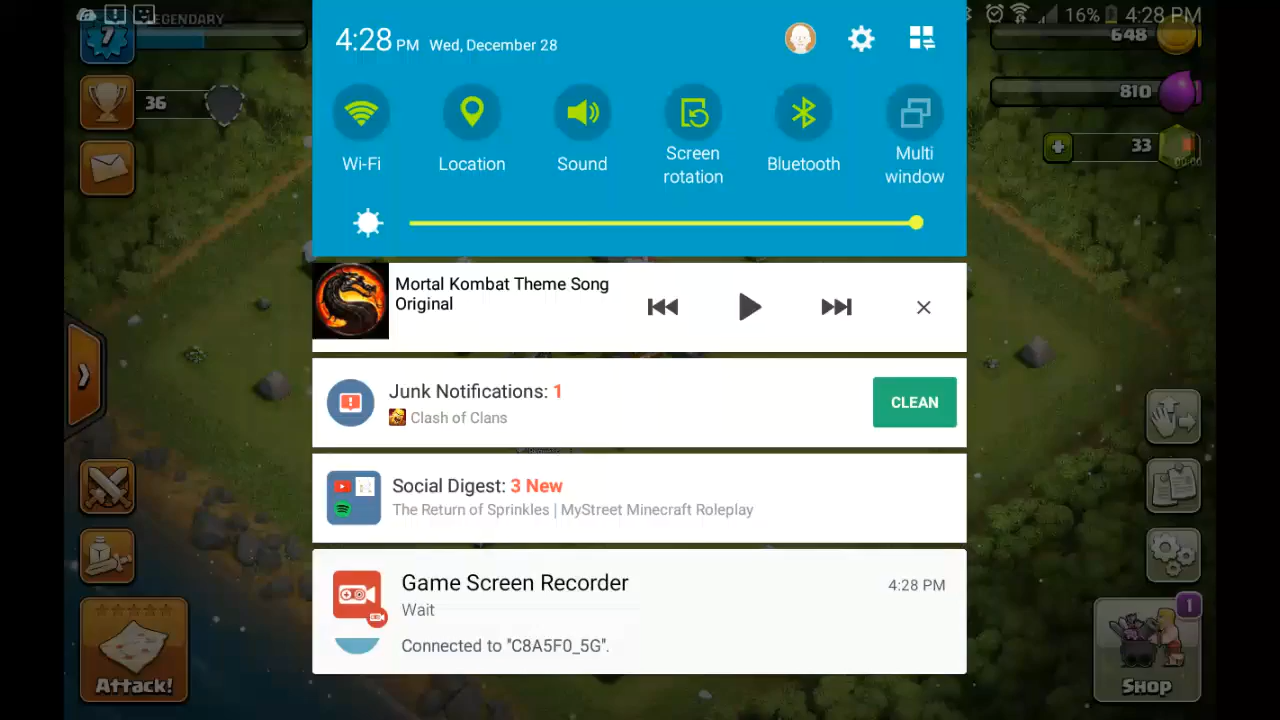 LEGENDARY
16% 4:28 PM
7
648
36
810
33
00:00
4:28 PM Wed, December 28
Wi-Fi
Location
Sound
Screen rotation
Bluetooth
Multi window
Mortal Kombat Theme Song
Original
Junk Notifications: 1
Clash of Clans
CLEAN
Social Digest: 3 New
The Return of Sprinkles | MyStreet Minecraft Roleplay
Game Screen Recorder
4:28 PM
Wait
Connected to "C8A5F0_5G".
Attack!
1
SHOP